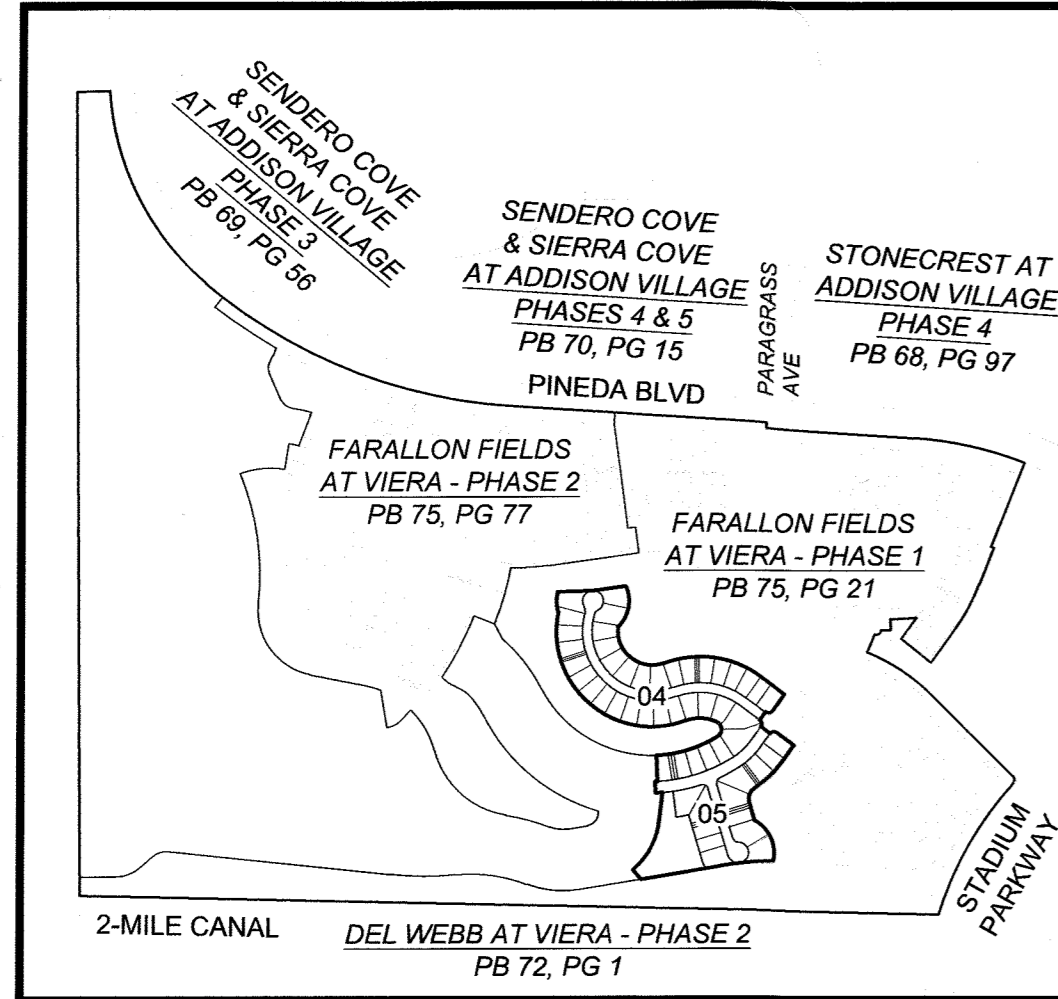 SENDERO COVE
& SIERRA COVE
AT ADDISON VILLAGE
PHASE 3
PB 69, PG 56
SENDERO COVE
& SIERRA COVE
AT ADDISON VILLAGE
PHASES 4 & 5
PB 70, PG 15
PARAGRASS
AVE
STONECREST AT
ADDISON VILLAGE
PHASE 4
PB 68, PG 97
PINEDA BLVD
FARALLON FIELDS
AT VIERA - PHASE 2
PB 75, PG 77
FARALLON FIELDS
AT VIERA - PHASE 1
PB 75, PG 21
04
05
STADIUM
PARKWAY
2-MILE CANAL
DEL WEBB AT VIERA - PHASE 2
PB 72, PG 1